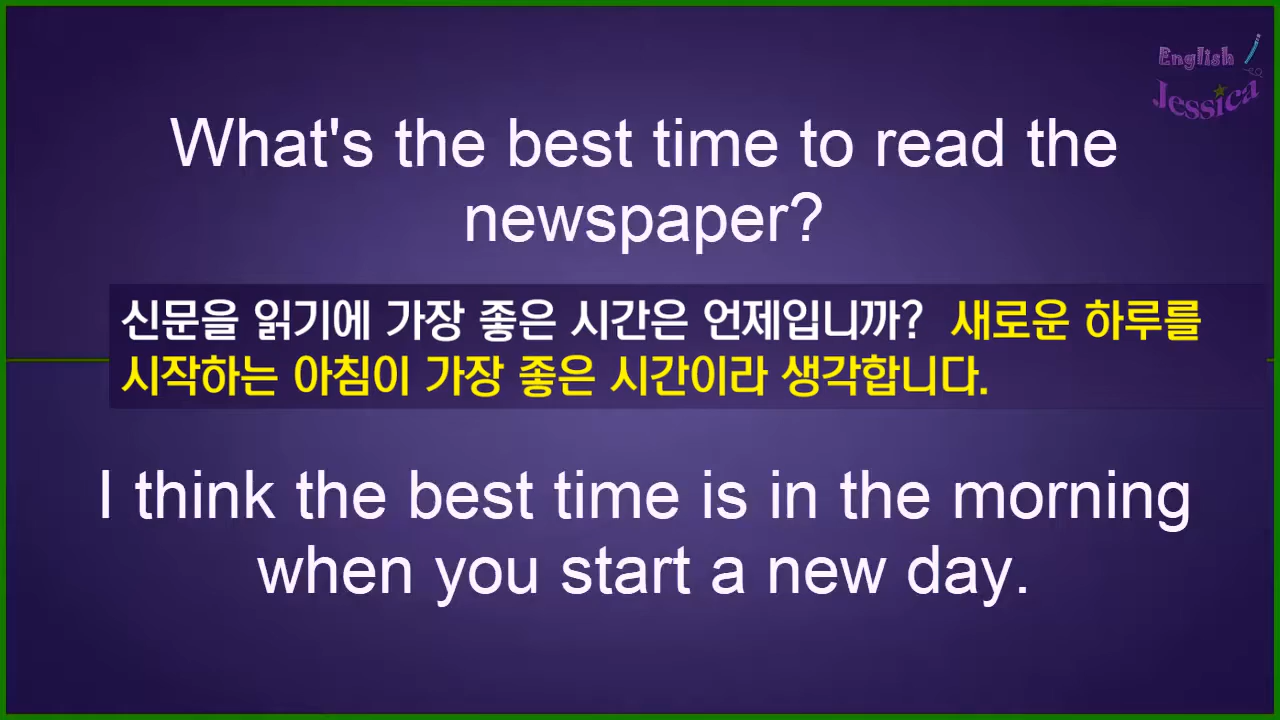 English
Jessica
What's the best time to read the
newspaper?
신문을 읽기에 가장 좋은 시간은 언제입니까? 새로운 하루를
시작하는 아침이 가장 좋은 시간이라 생각합니다.
I think the best time is in the morning
when you start a new day.